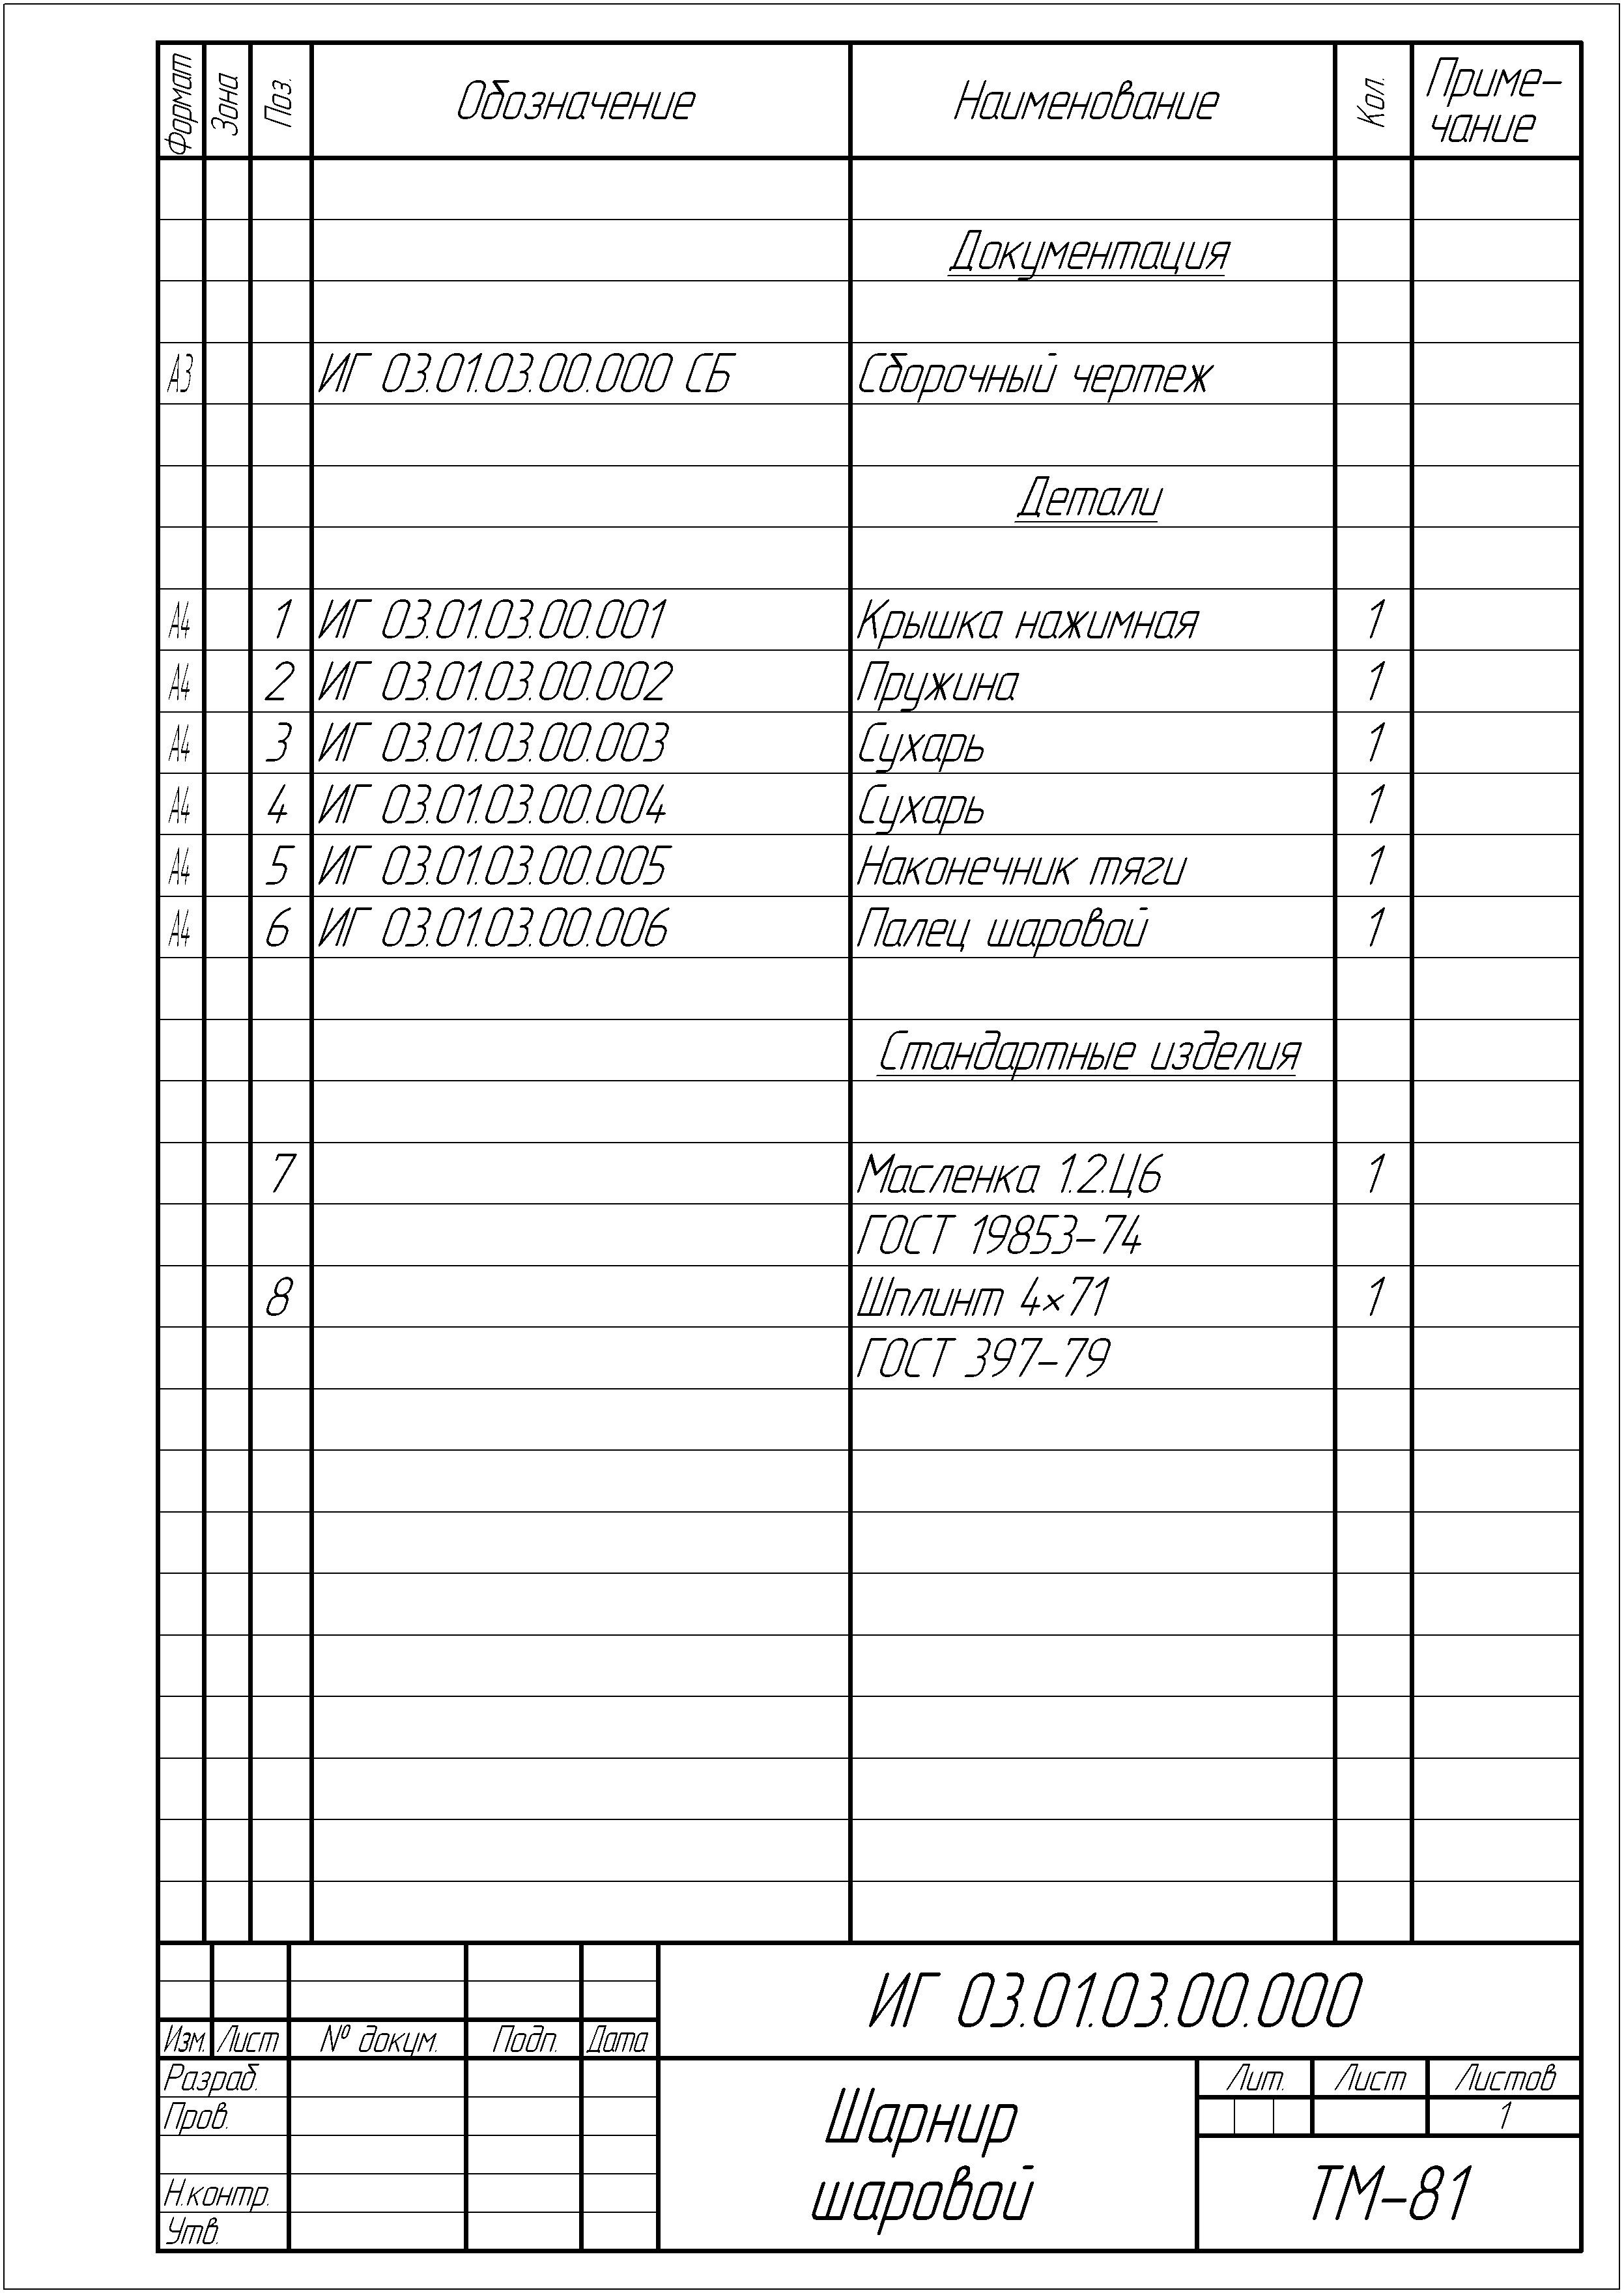 Формат Зона Поз. Обозначение Наименование Кол. Приме-
чание
Документация
А3 ИГ 03.01.03.00.000 СБ Сборочный чертеж
Детали
А4 1 ИГ 03.01.03.00.001 Крышка нажимная 1
А4 2 ИГ 03.01.03.00.002 Пружина 1
А4 3 ИГ 03.01.03.00.003 Сухарь 1
А4 4 ИГ 03.01.03.00.004 Сухарь 1
А4 5 ИГ 03.01.03.00.005 Наконечник тяги 1
А4 6 ИГ 03.01.03.00.006 Палец шаровой 1
Стандартные изделия
7 Масленка 1.2.Ц6 1
ГОСТ 19853-74
8 Шплинт 4×71 1
ГОСТ 397-79
ИГ 03.01.03.00.000
Изм. Лист № докум. Подп. Дата
Разраб.
Пров.
Н.контр.
Утв.
Шарнир
шаровой
Лит. Лист Листов
1
ТМ-81